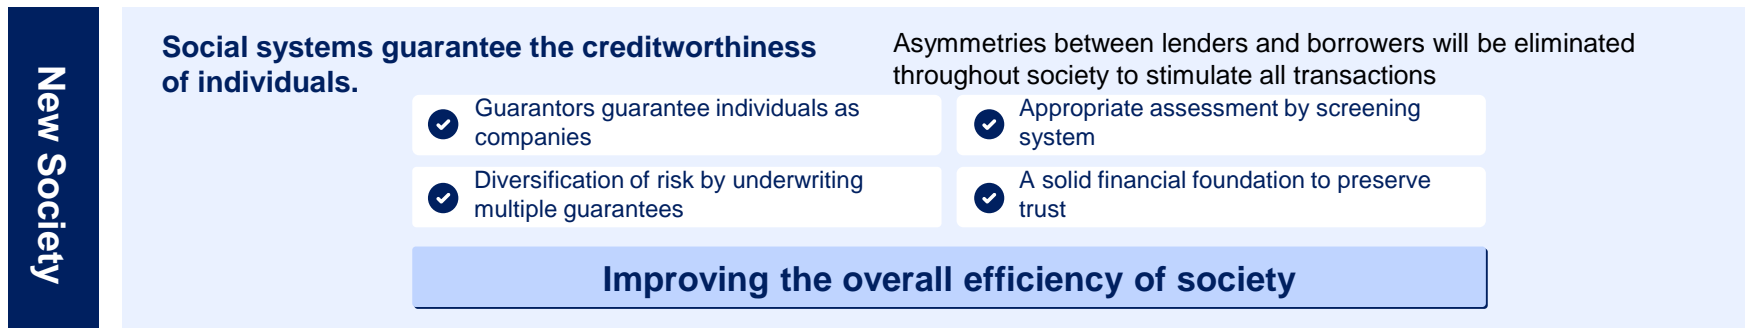 New Society
Social systems guarantee the creditworthiness
of individuals.
Asymmetries between lenders and borrowers will be eliminated
throughout society to stimulate all transactions
Guarantors guarantee individuals as
companies
Appropriate assessment by screening
system
Diversification of risk by underwriting
multiple guarantees
A solid financial foundation to preserve
trust
Improving the overall efficiency of society